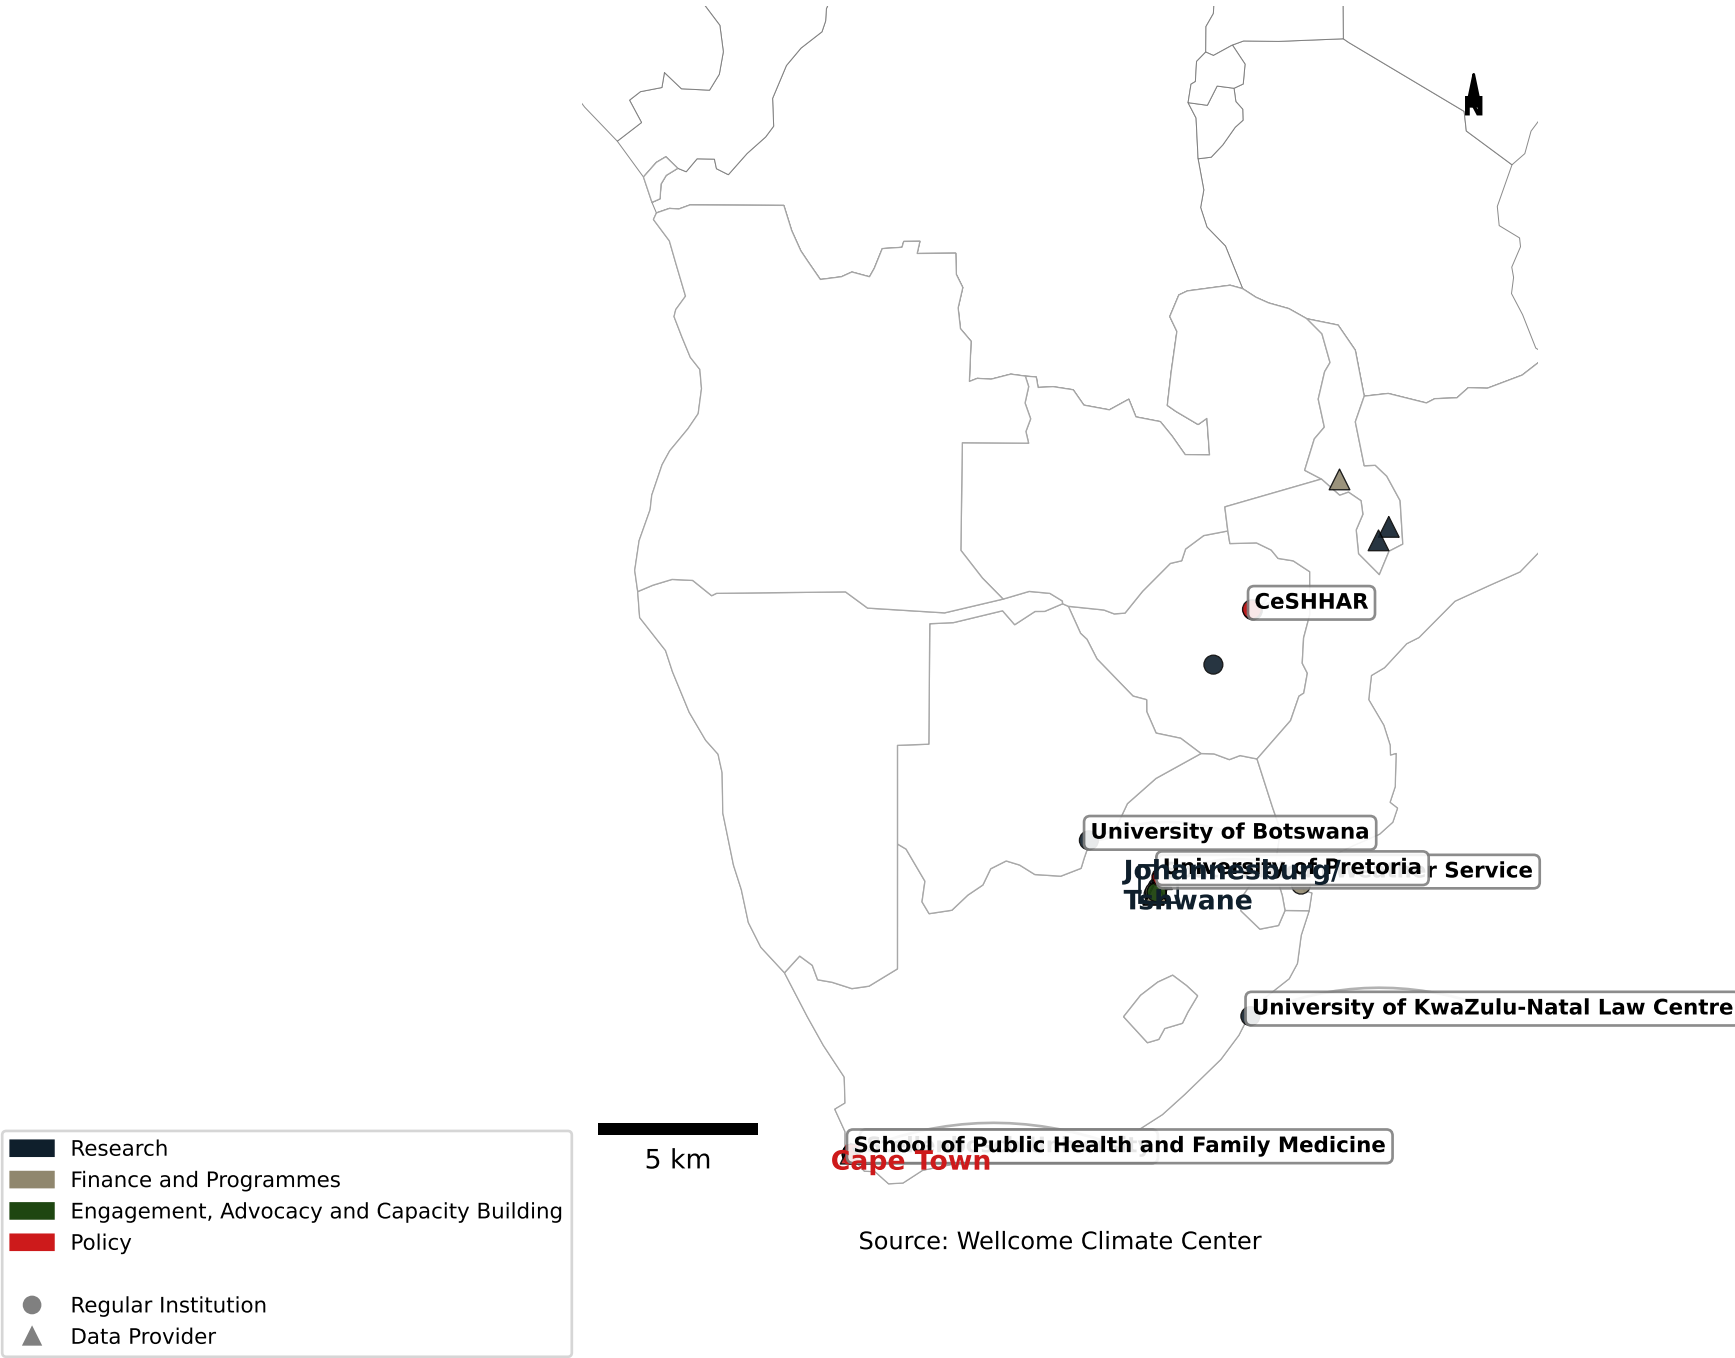 N
CeSHHAR
University of Botswana
University of Pretoria
r Service
Johannesburg/
Tshwane
University of KwaZulu-Natal Law Centre
School of Public Health and Family Medicine
Cape Town
5 km
Source: Wellcome Climate Center
Research
Finance and Programmes
Engagement, Advocacy and Capacity Building
Policy
Regular Institution
Data Provider